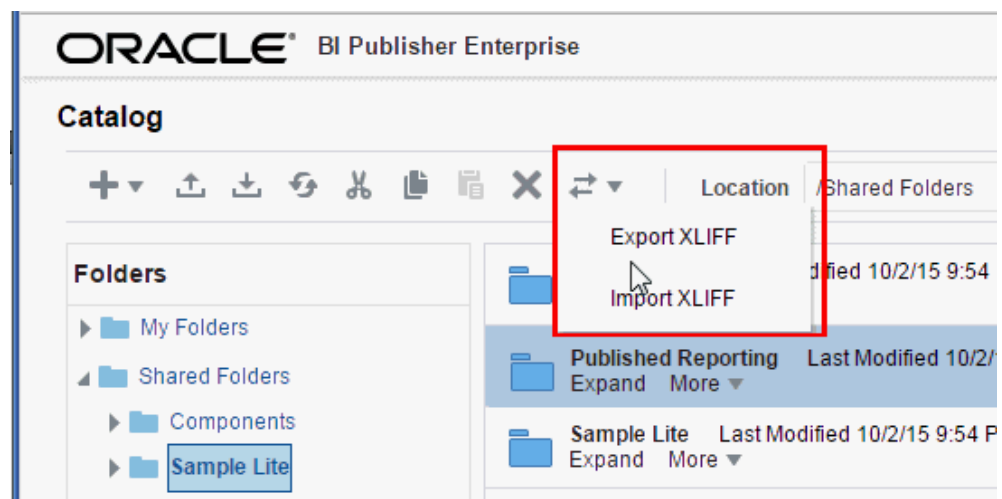 ORACLE® BI Publisher Enterprise
Catalog
Location /Shared Folders
Export XLIFF
Import XLIFF
Folders
My Folders
Shared Folders
Components
Sample Lite
dified 10/2/15 9:54
Published Reporting Last Modified 10/2/
Expand More
Sample Lite Last Modified 10/2/15 9:54 P
Expand More